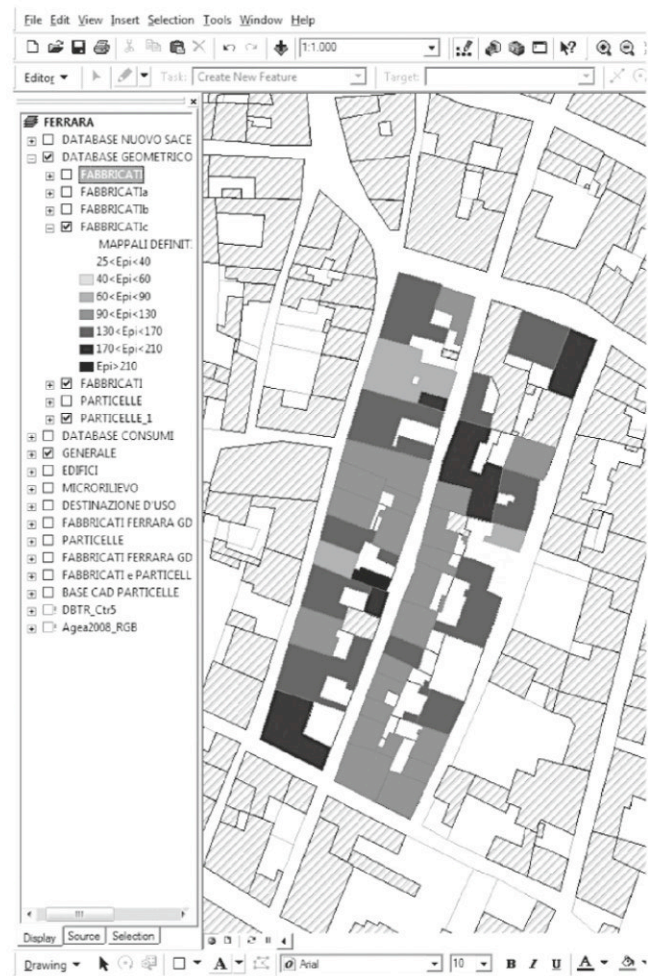 File Edit View Insert Selection Tools Window Help
1:1.000
Editor Task: Create New Feature Target:
FERRARA
DATABASE NUOVO SACE
DATABASE GEOMETRICO
FABBRICATI
FABBRICATIa
FABBRICATIb
FABBRICATIc
MAPPALI DEFINIT
25<Epi<40
40<Epi<60
60<Epi<90
90<Epi<130
130<Epi<170
170<Epi<210
Epi>210
FABBRICATI
PARTICELLE
PARTICELLE_1
DATABASE CONSUMI
GENERALE
EDIFICI
MICRORILIEVO
DESTINAZIONE D'USO
FABBRICATI FERRARA GD
PARTICELLE
FABBRICATI FERRARA GD
FABBRICATI e PARTICELL
BASE CAD PARTICELLE
DBTR_Ctr5
Agea2008_RGB
Display Source Selection
Drawing A Arial 10 B I U A